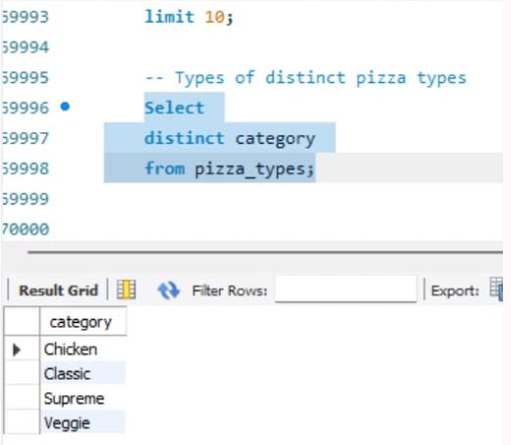 59993 limit 10;
59994
59995 -- Types of distinct pizza types
59996 Select
59997 distinct category
59998 from pizza_types;
59999
70000
Result Grid Filter Rows: Export:
category
Chicken
Classic
Supreme
Veggie